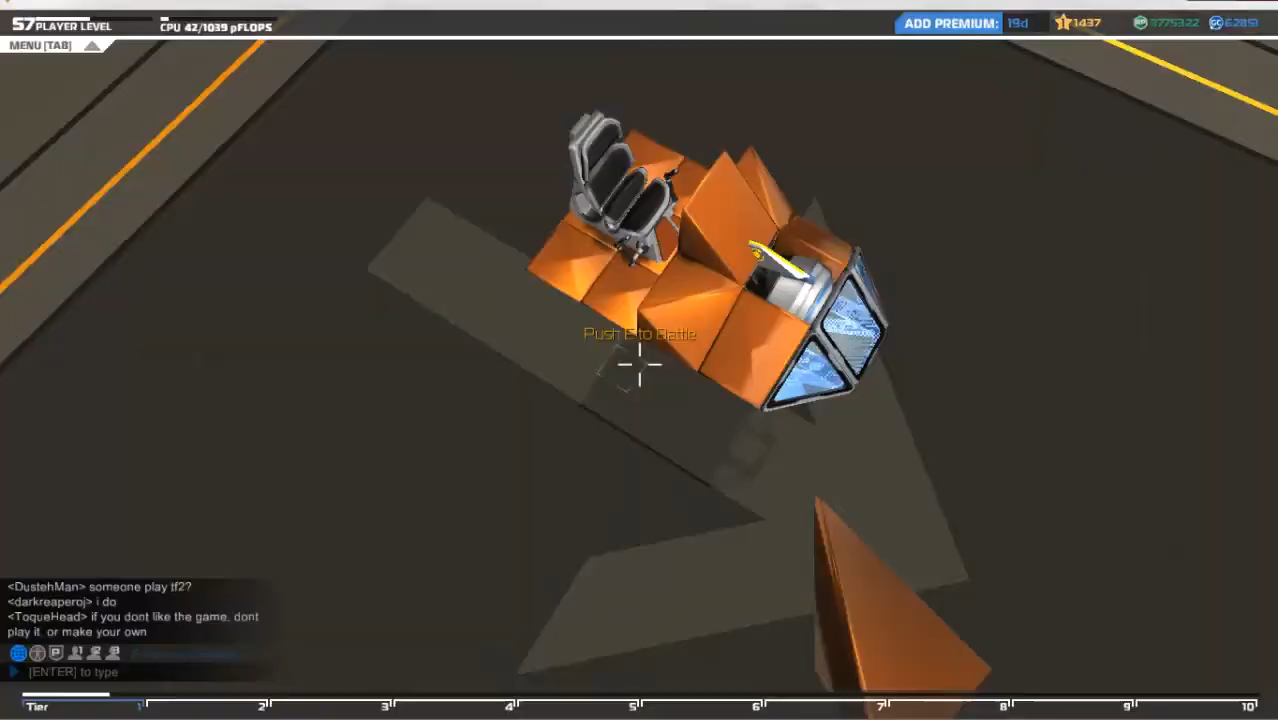 57 PLAYER LEVEL
CPU 42/1039 pFLOPS
ADD PREMIUM: 19d
1437
MENU [TAB]
Push E to Battle
<DustehMan> someone play tf2?
<darkreaperoj> i do
<ToqueHead> if you dont like the game, dont
play it, or make your own
[ENTER] to type
Tier 1 2 3 4 5 6 7 8 9 10